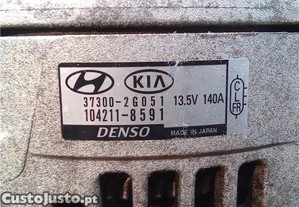 KIA
37300-2G051 13.5V 140A
104211-8591
DENSO MADE IN JAPAN
C
L
FR
CustoJusto.pt